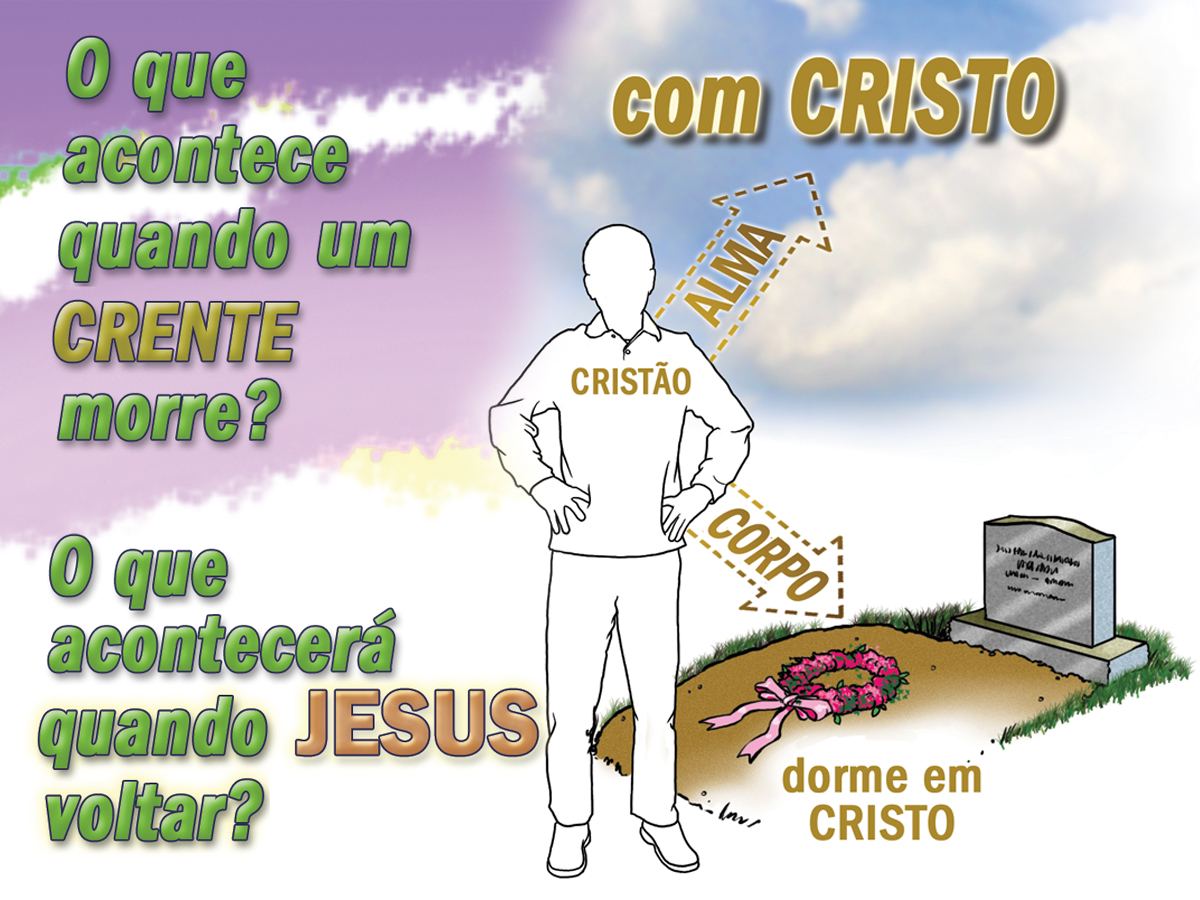 O que
acontece
quando um
CRENTE
morre?
O que
acontecerá
quando JESUS
voltar?
com CRISTO
ALMA
CRISTÃO
CORPO
dorme em
CRISTO